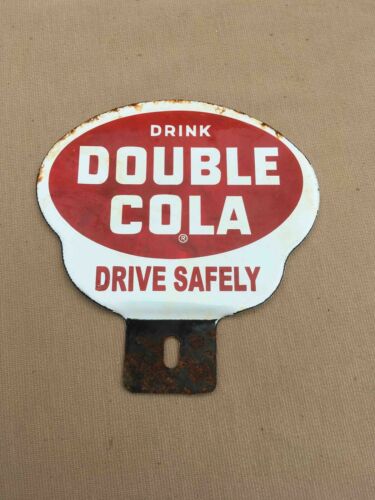 DRINK
DOUBLE
COLA
®
DRIVE SAFELY